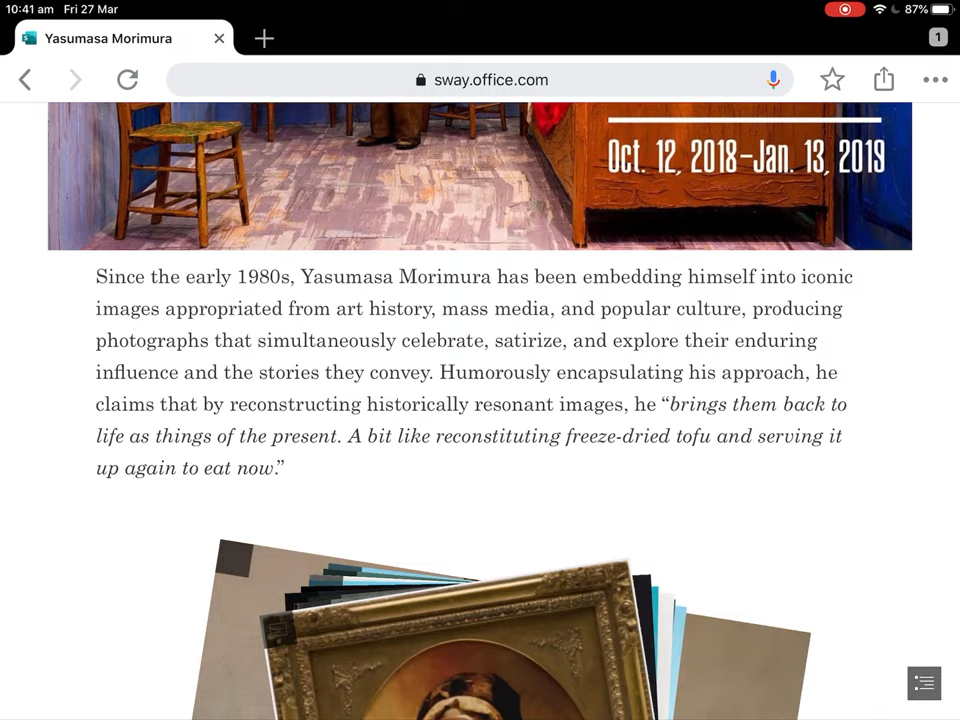 10:41 am Fri 27 Mar 87%
Yasumasa Morimura 1
sway.office.com
Oct. 12, 2018–Jan. 13, 2019
Since the early 1980s, Yasumasa Morimura has been embedding himself into iconic
images appropriated from art history, mass media, and popular culture, producing
photographs that simultaneously celebrate, satirize, and explore their enduring
influence and the stories they convey. Humorously encapsulating his approach, he
claims that by reconstructing historically resonant images, he “brings them back to
life as things of the present. A bit like reconstituting freeze-dried tofu and serving it
up again to eat now.”